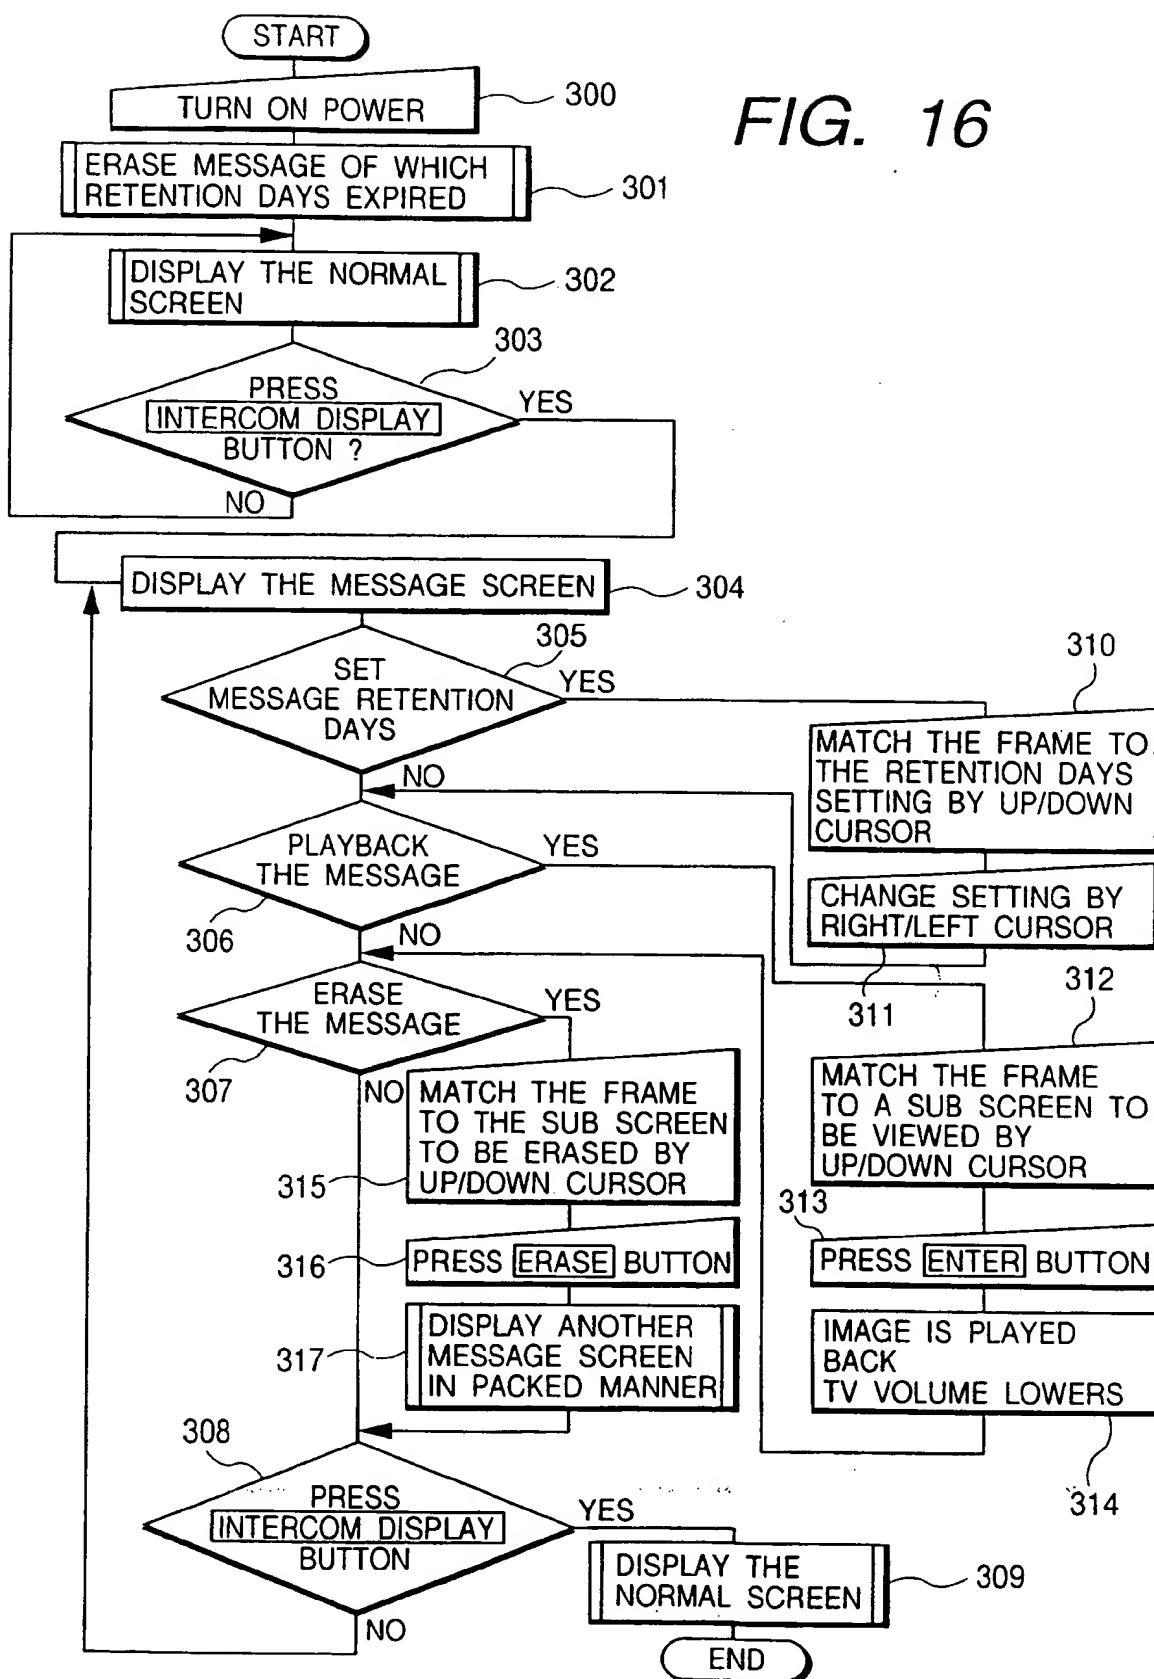 START
FIG. 16
TURN ON POWER
300
ERASE MESSAGE OF WHICH
RETENTION DAYS EXPIRED
301
DISPLAY THE NORMAL
SCREEN
302
303
PRESS
INTERCOM DISPLAY
BUTTON ?
YES
NO
DISPLAY THE MESSAGE SCREEN
304
305
SET
MESSAGE RETENTION
DAYS
YES
NO
310
MATCH THE FRAME TO
THE RETENTION DAYS
SETTING BY UP/DOWN
CURSOR
CHANGE SETTING BY
RIGHT/LEFT CURSOR
311
PLAYBACK
THE MESSAGE
YES
306
NO
312
MATCH THE FRAME
TO A SUB SCREEN TO
BE VIEWED BY
UP/DOWN CURSOR
313
PRESS ENTER BUTTON
IMAGE IS PLAYED
BACK
TV VOLUME LOWERS
314
ERASE
THE MESSAGE
YES
307
NO
MATCH THE FRAME
TO THE SUB SCREEN
TO BE ERASED BY
UP/DOWN CURSOR
315
316
PRESS ERASE BUTTON
317
DISPLAY ANOTHER
MESSAGE SCREEN
IN PACKED MANNER
308
PRESS
INTERCOM DISPLAY
BUTTON
YES
NO
DISPLAY THE
NORMAL SCREEN
309
END